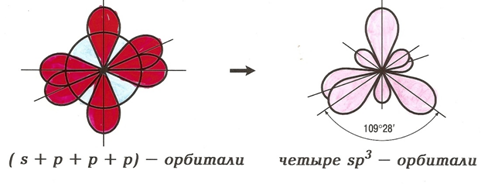 109°28'
( s + p + p + p) – орбитали
четыре sp³ – орбитали